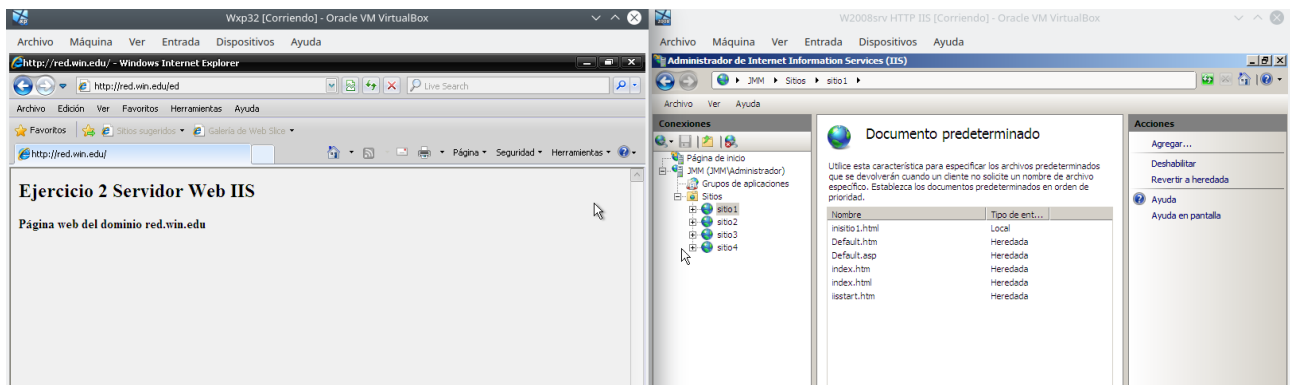 Wxp32 [Corriendo] - Oracle VM VirtualBox
Archivo Máquina Ver Entrada Dispositivos Ayuda
http://red.win.edu/ - Windows Internet Explorer
http://red.win.edu/ed
Live Search
Archivo Edición Ver Favoritos Herramientas Ayuda
Favoritos Sitios sugeridos Galería de Web Slice
http://red.win.edu/
Página Seguridad Herramientas
Ejercicio 2 Servidor Web IIS
Página web del dominio red.win.edu
W2008srv HTTP IIS [Corriendo] - Oracle VM VirtualBox
Archivo Máquina Ver Entrada Dispositivos Ayuda
Administrador de Internet Information Services (IIS)
JMM Sitios sitio1
Archivo Ver Ayuda
Conexiones
Página de inicio
JMM (JMM\Administrador)
Grupos de aplicaciones
Sitios
sitio1
sitio2
sitio3
sitio4
Documento predeterminado
Utilice esta característica para especificar los archivos predeterminados
que se devolverán cuando un cliente no solicite un nombre de archivo
específico. Establezca los documentos predeterminados en orden de
prioridad.
Nombre Tipo de ent...
inisitio1.html Local
Default.htm Heredada
Default.asp Heredada
index.htm Heredada
index.html Heredada
iisstart.htm Heredada
Acciones
Agregar...
Deshabilitar
Revertir a heredada
Ayuda
Ayuda en pantalla